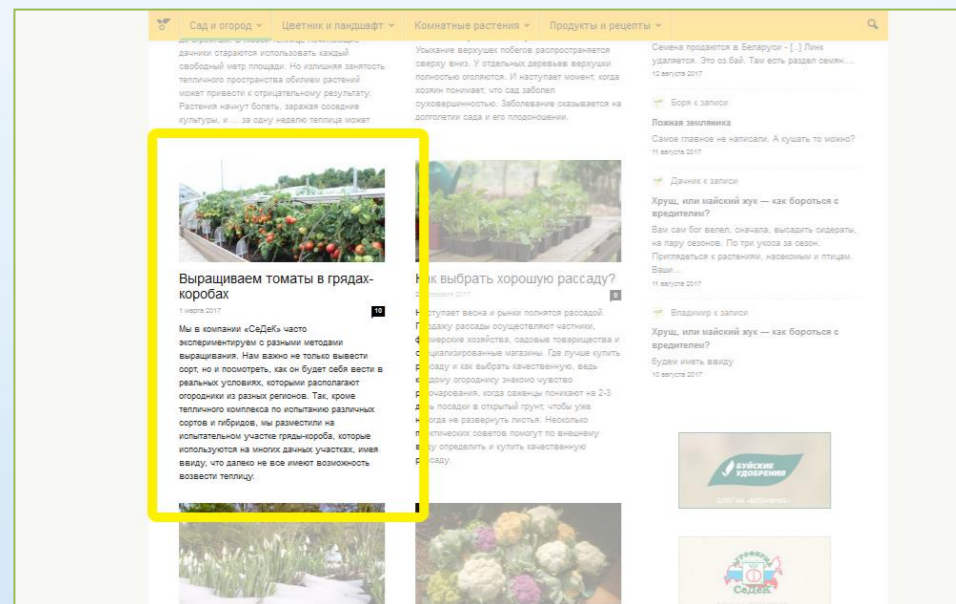 Сад и огород
Цветник и ландшафт
Комнатные растения
Продукты и рецепты
дачники стараются использовать каждый
свободный метр площади. Но излишняя занятость
тепличного пространства обилием растений
может привести к отрицательному результату.
Растения начнут болеть, заражая соседние
культуры, и ... за одну неделю теплица может
Выращиваем томаты в грядах-
коробах
1 марта 2017
10
Мы в компании «СеДеК» часто
экспериментируем с разными методами
выращивания. Нам важно не только вывести
сорт, но и посмотреть, как он будет себя вести в
реальных условиях, которыми располагают
огородники из разных регионов. Так, кроме
тепличного комплекса по испытанию различных
сортов и гибридов, мы разместили на
испытательном участке гряды-короба, которые
используются на многих дачных участках, имея
ввиду, что далеко не все имеют возможность
возвести теплицу.
Усыхание верхушек побегов распространяется
сверху вниз. У отдельных деревьев верхушки
полностью оголяются. И наступает момент, когда
хозяин понимает, что сад заболел
суховершинностью. Заболевание сказывается на
долголетии сада и его плодоношении.
Как выбрать хорошую рассаду?
2017
0
Наступает весна и рынки полнятся рассадой.
Продажу рассады осуществляют частники,
фермерские хозяйства, садовые товарищества и
специализированные магазины. Где лучше купить
рассаду и как выбрать качественную, ведь
каждому огороднику знакомо чувство
разочарования, когда саженцы поникают на 2-3
день посадки в открытый грунт, чтобы уже
никогда не развернуть листья. Несколько
практических советов помогут по внешнему
виду определить и купить качественную
рассаду.
Семена продаются в Беларуси - [..] Линк
удаляется. Это оз.бай. Там есть раздел семян....
12 августа 2017
Боря к записи
Ложная земляника
Самое главное не написали. А кушать то можно?
11 августа 2017
Дачник к записи
Хрущ, или майский жук — как бороться с
вредителем?
Вам сам бог велел, сначала, высадить сидераты,
на пару сезонов. По три укоса за сезон.
Приглядеться к растениям, насекомым и птицам.
Ваши...
11 августа 2017
Владимир к записи
Хрущ, или майский жук — как бороться с
вредителем?
будем иметь ввиду
10 августа 2017
БУЙСКИЕ
УДОБРЕНИЯ
АГРОФИРМА
СеДеК